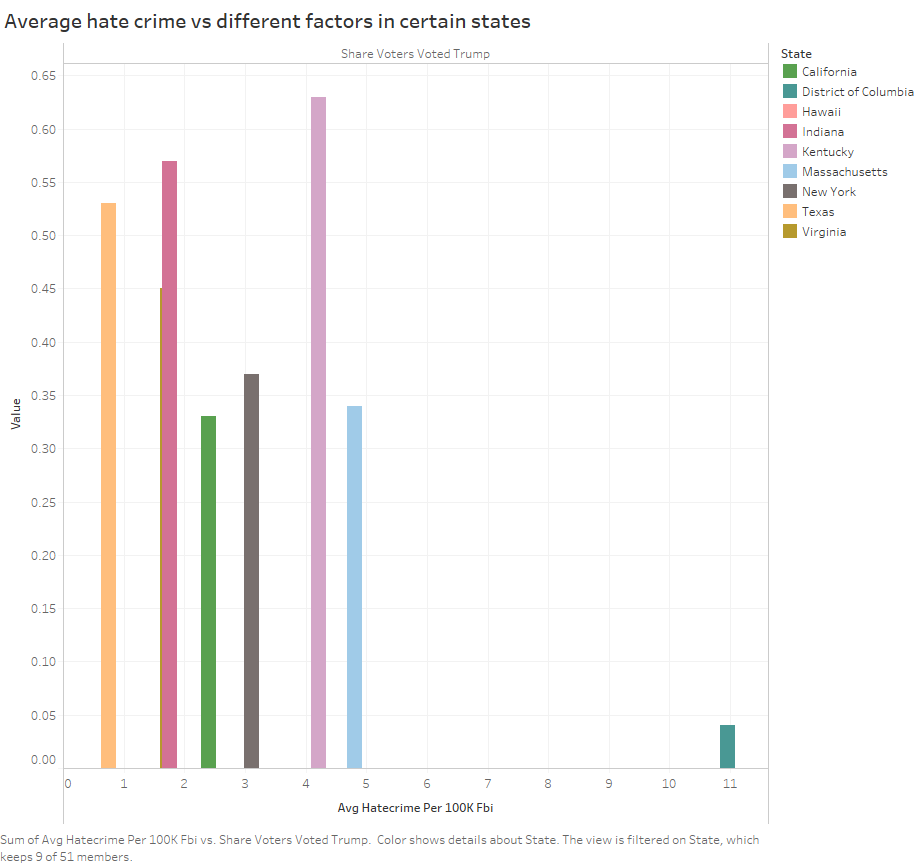 Average hate crime vs different factors in certain states
Share Voters Voted Trump
State
California
District of Columbia
Hawaii
Indiana
Kentucky
Massachusetts
New York
Texas
Virginia
0.65
0.60
0.55
0.50
0.45
0.40
0.35
0.30
0.25
0.20
0.15
0.10
0.05
0.00
Value
0 1 2 3 4 5 6 7 8 9 10 11
Avg Hatecrime Per 100K Fbi
Sum of Avg Hatecrime Per 100K Fbi vs. Share Voters Voted Trump. Color shows details about State. The view is filtered on State, which
keeps 9 of 51 members.